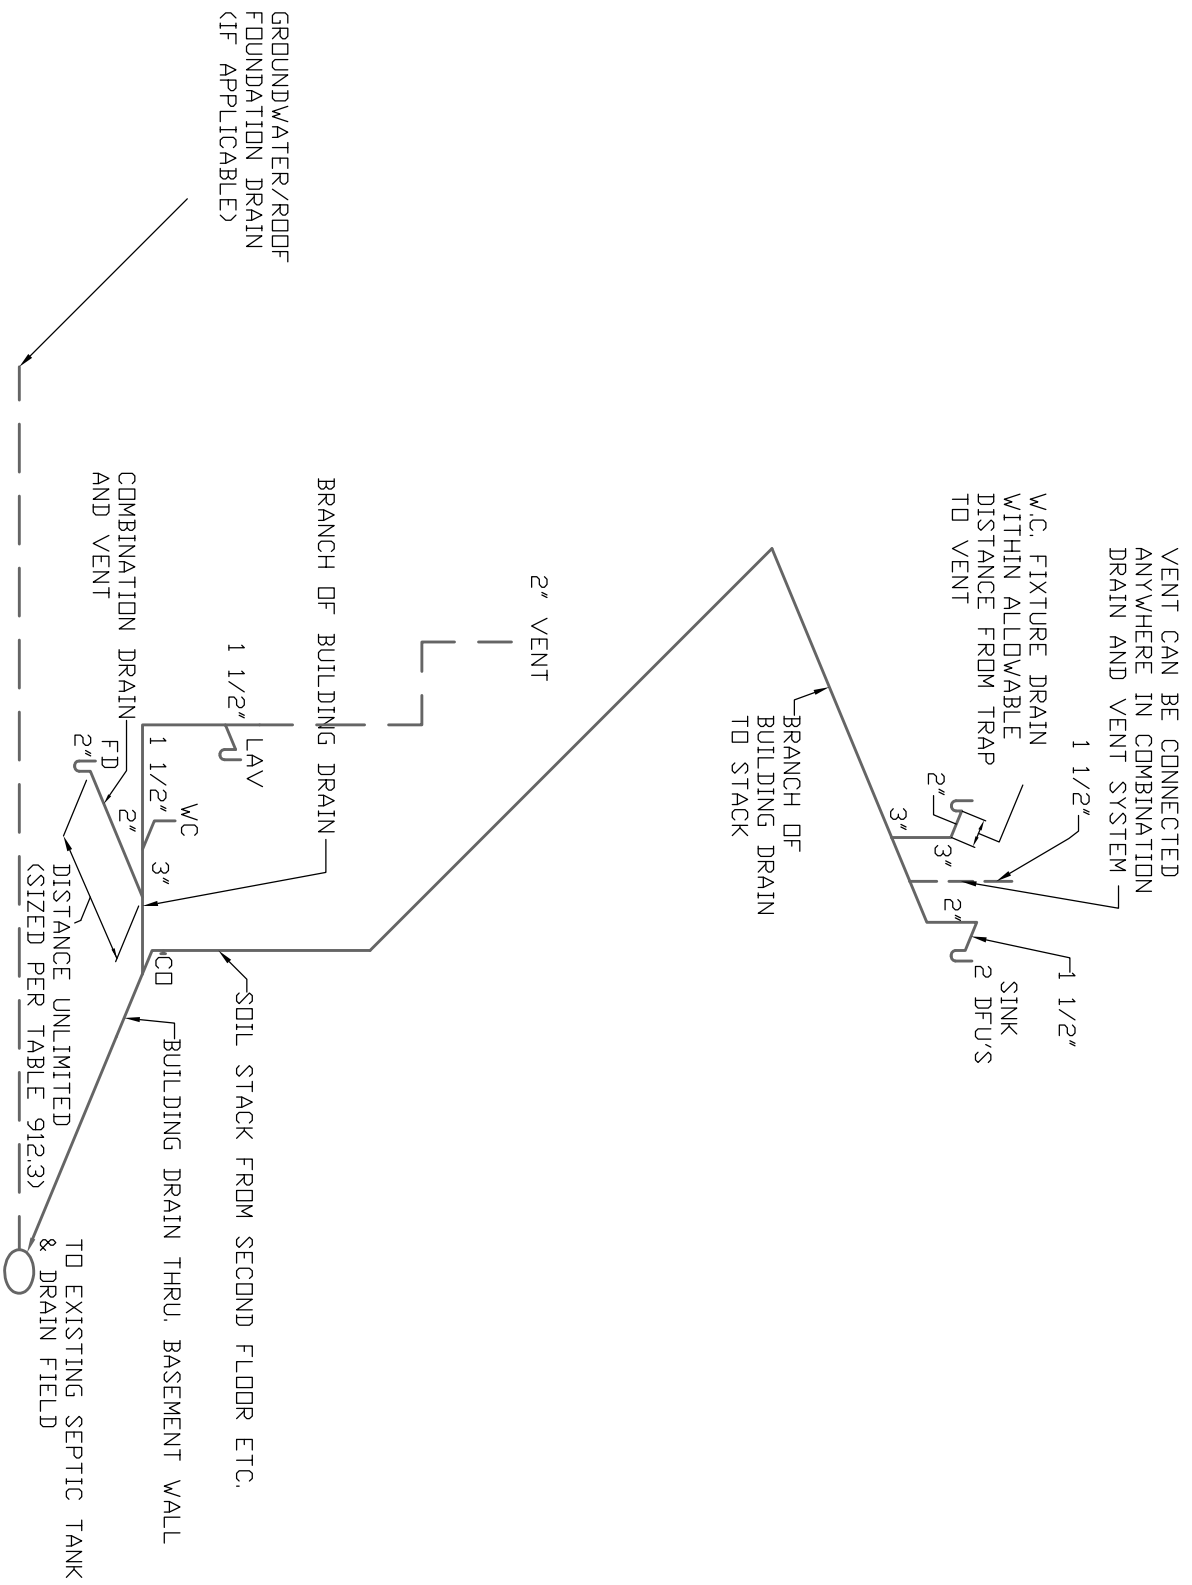 VENT CAN BE CONNECTED
ANYWHERE IN COMBINATION
DRAIN AND VENT SYSTEM
1 1/2"
W.C. FIXTURE DRAIN
WITHIN ALLOWABLE
DISTANCE FROM TRAP
TO VENT
1 1/2"
SINK
2 DFU'S
2"
2"
3"
3"
BRANCH OF
BUILDING DRAIN
TO STACK
2" VENT
BRANCH OF BUILDING DRAIN
GROUNDWATER/ROOF
FOUNDATION DRAIN
(IF APPLICABLE)
1 1/2"
LAV
SOIL STACK FROM SECOND FLOOR ETC.
WC
1 1/2"
3"
CO
BUILDING DRAIN THRU. BASEMENT WALL
COMBINATION DRAIN
AND VENT
2"
FD
2"
DISTANCE UNLIMITED
(SIZED PER TABLE 912.3)
TO EXISTING SEPTIC TANK
& DRAIN FIELD